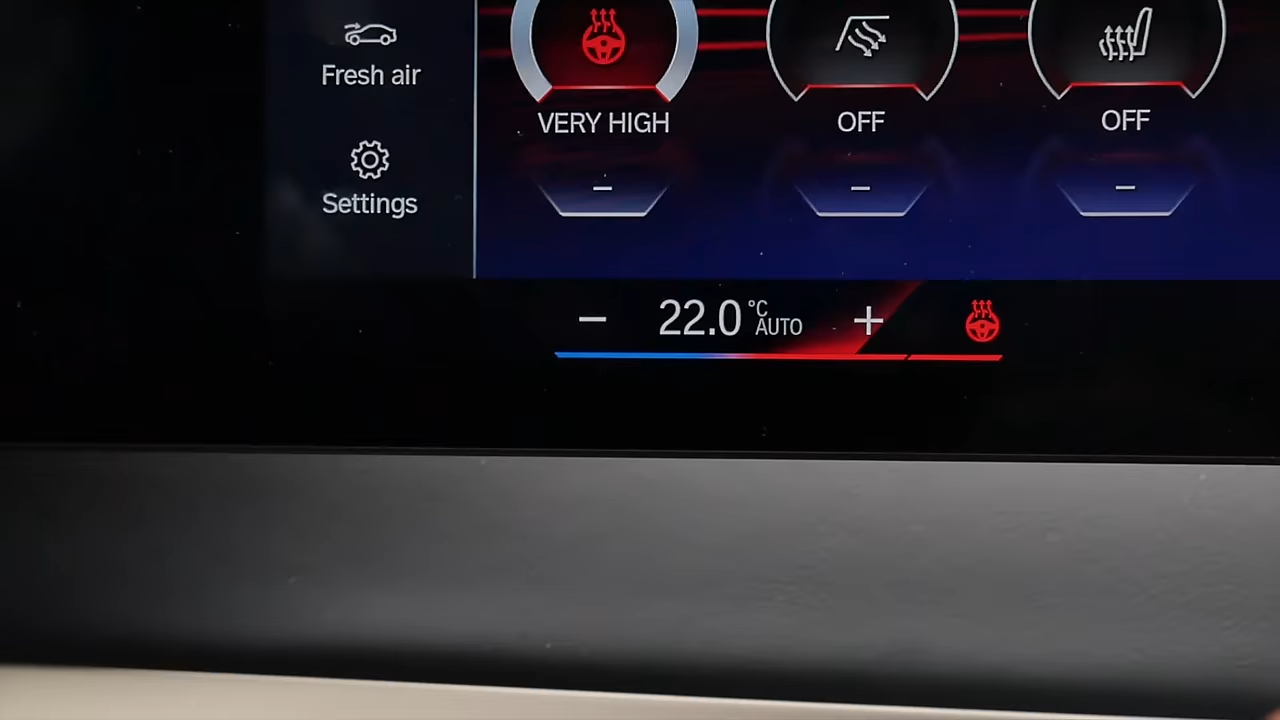 Fresh air
VERY HIGH
OFF
OFF
Settings
− − −
− 22.0 °C AUTO +